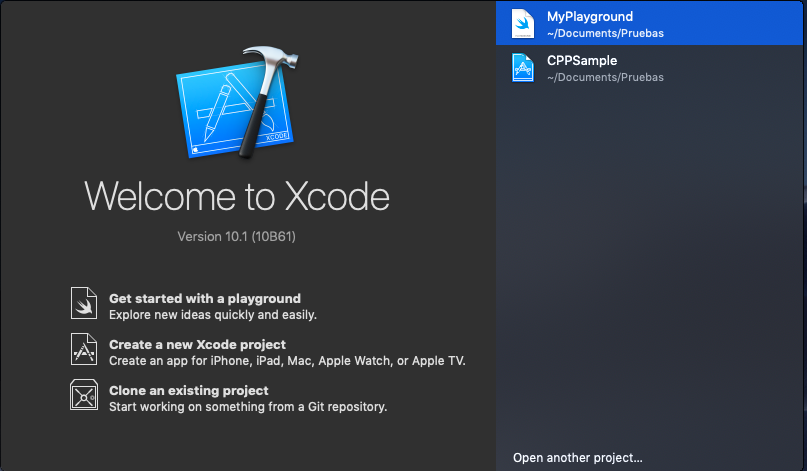 XCODE
Welcome to Xcode
Version 10.1 (10B61)
Get started with a playground
Explore new ideas quickly and easily.
Create a new Xcode project
Create an app for iPhone, iPad, Mac, Apple Watch, or Apple TV.
Clone an existing project
Start working on something from a Git repository.
MyPlayground
~/Documents/Pruebas
CPPSample
~/Documents/Pruebas
Open another project...